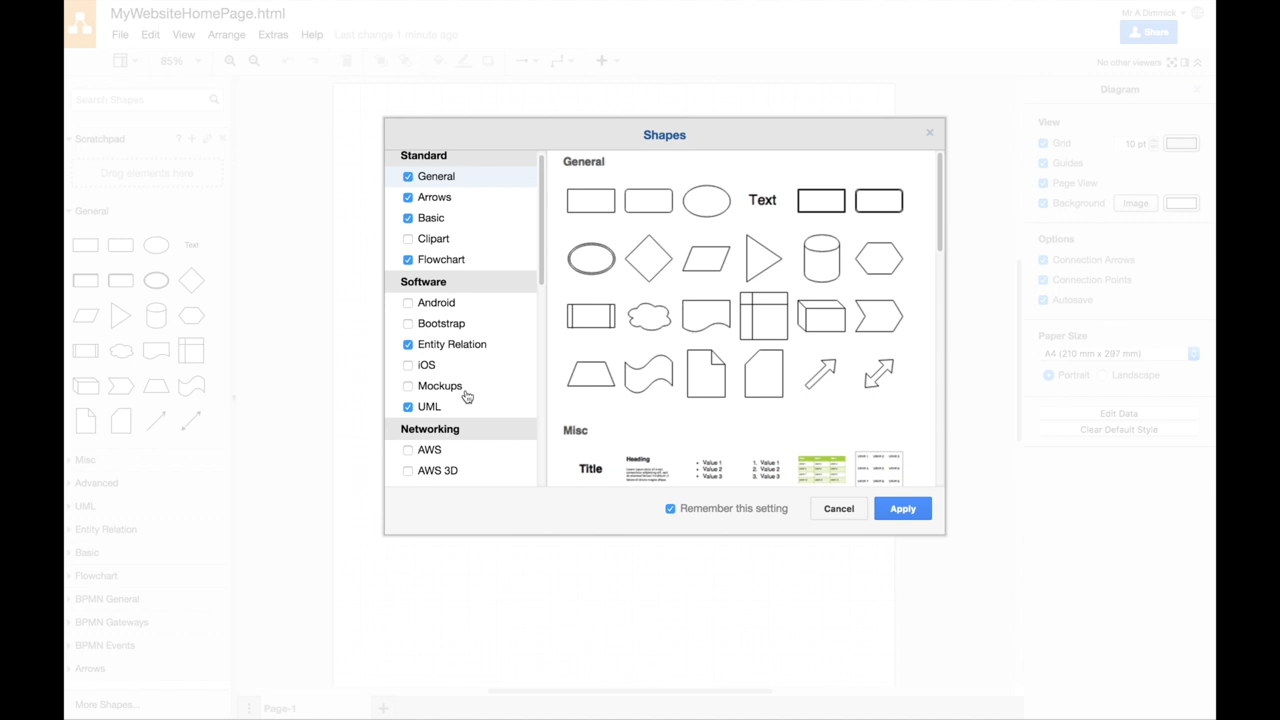 MyWebsiteHomePage.html
Mr A Dimmick
File Edit View Arrange Extras Help Last change 1 minute ago
Share
85%
No other viewers
Search Shapes
Scratchpad
Drag elements here
General
Text
Misc
Advanced
UML
Entity Relation
Basic
Flowchart
BPMN General
BPMN Gateways
BPMN Events
Arrows
More Shapes...
Page-1
Shapes
Standard
General
Arrows
Basic
Clipart
Flowchart
Software
Android
Bootstrap
Entity Relation
iOS
Mockups
UML
Networking
AWS
AWS 3D
General
Text
Misc
Title
Heading
• Value 1
• Value 2
• Value 3
1. Value 1
2. Value 2
3. Value 3
Remember this setting
Cancel
Apply
Diagram
View
Grid 10 pt
Guides
Page View
Background Image
Options
Connection Arrows
Connection Points
Autosave
Paper Size
A4 (210 mm x 297 mm)
Portrait Landscape
Edit Data
Clear Default Style